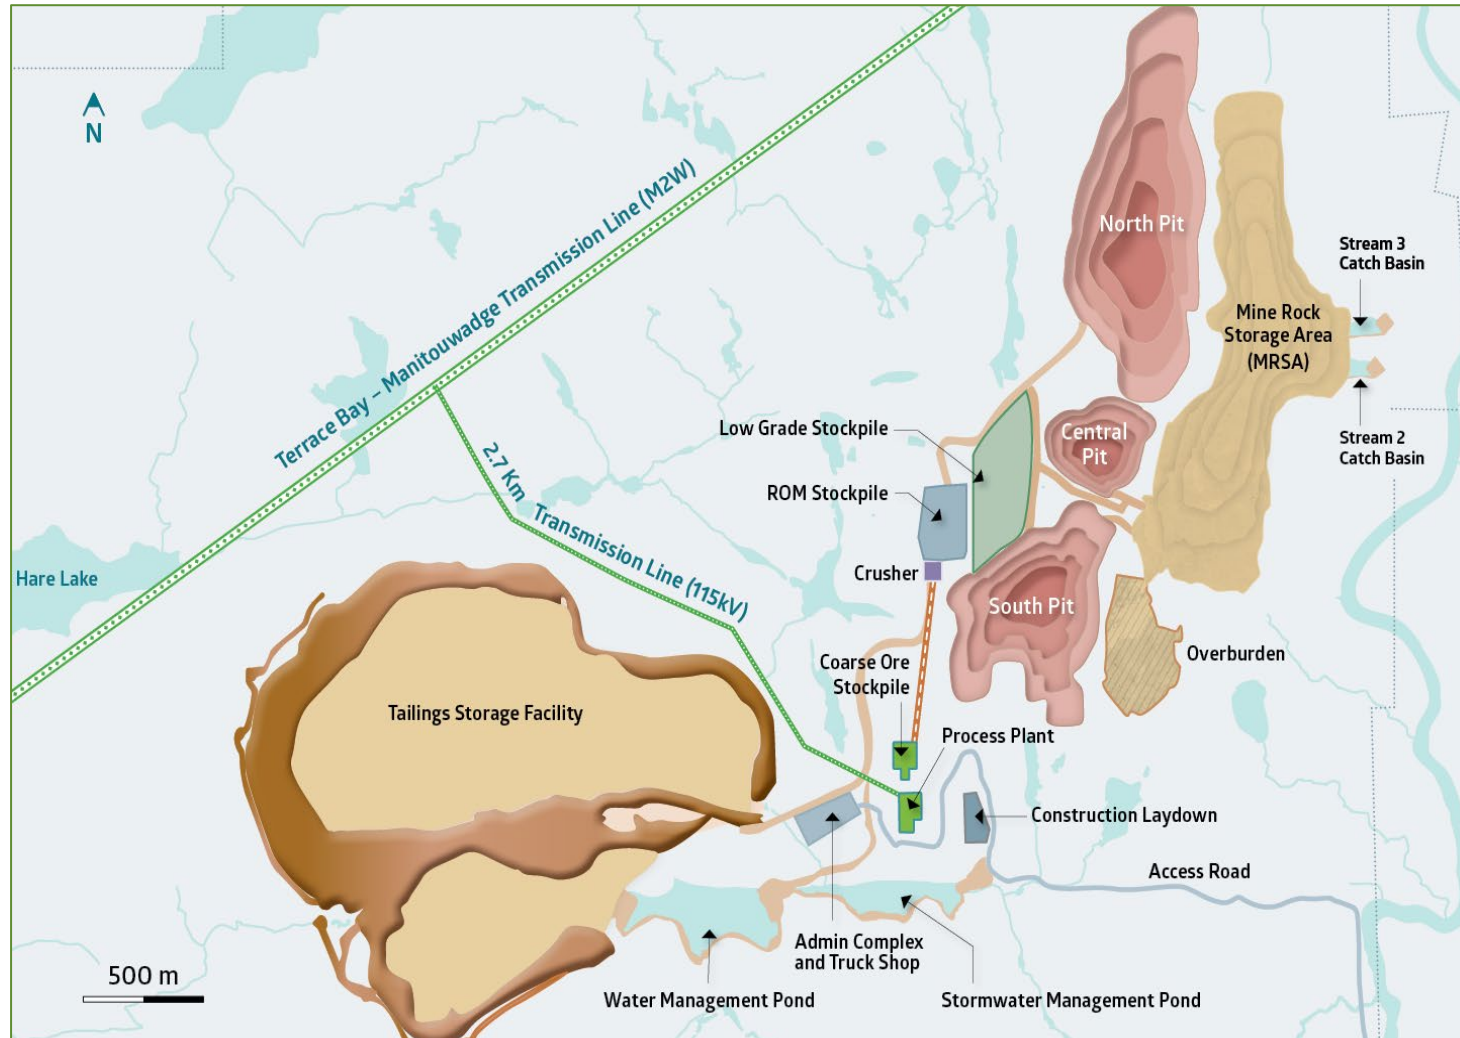 N
Terrace Bay – Manitouwadge Transmission Line (M2W)
North Pit
Stream 3
Catch Basin
Mine Rock
Storage Area
(MRSA)
Low Grade Stockpile
Central
Pit
Stream 2
Catch Basin
ROM Stockpile
2.7 Km Transmission Line (115kV)
Hare Lake
Crusher
South Pit
Overburden
Coarse Ore
Stockpile
Tailings Storage Facility
Process Plant
Construction Laydown
Access Road
Admin Complex
and Truck Shop
500 m
Water Management Pond
Stormwater Management Pond